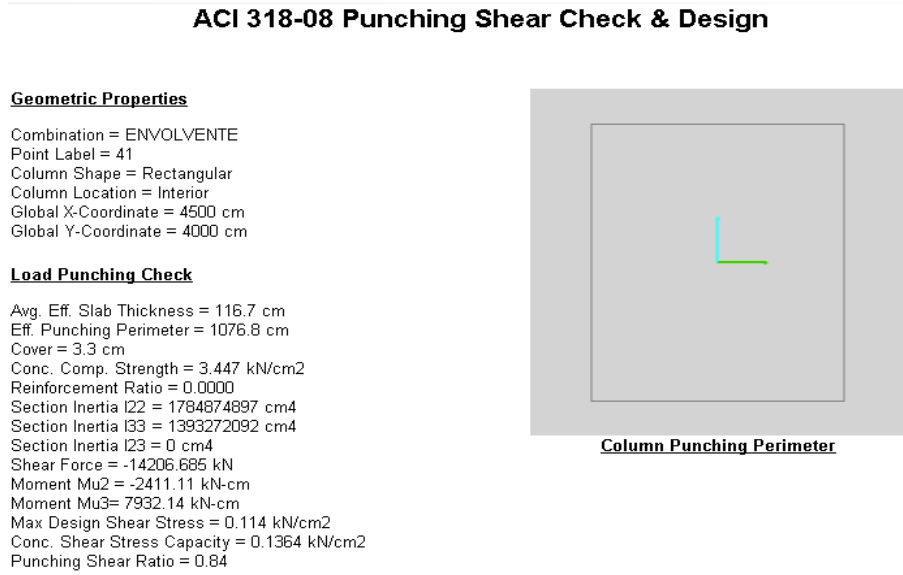 ACI 318-08 Punching Shear Check & Design
Geometric Properties
Combination = ENVOLVENTE
Point Label = 41
Column Shape = Rectangular
Column Location = Interior
Global X-Coordinate = 4500 cm
Global Y-Coordinate = 4000 cm
Load Punching Check
Avg. Eff. Slab Thickness = 116.7 cm
Eff. Punching Perimeter = 1076.8 cm
Cover = 3.3 cm
Conc. Comp. Strength = 3.447 kN/cm2
Reinforcement Ratio = 0.0000
Section Inertia I22 = 1784874897 cm4
Section Inertia I33 = 1393272092 cm4
Section Inertia I23 = 0 cm4
Shear Force = -14206.685 kN
Moment Mu2 = -2411.11 kN-cm
Moment Mu3= 7932.14 kN-cm
Max Design Shear Stress = 0.114 kN/cm2
Conc. Shear Stress Capacity = 0.1364 kN/cm2
Punching Shear Ratio = 0.84
Column Punching Perimeter